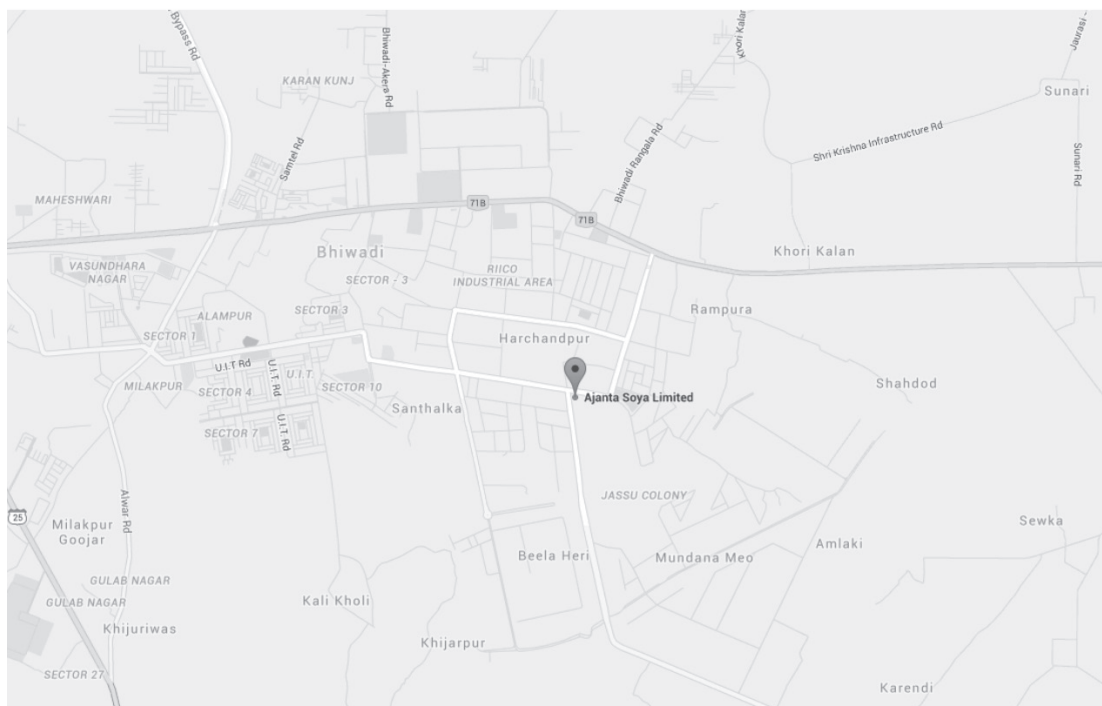 Bypass Rd
Bhiwadi-Akera Rd
Khori Kalan
Jaurasi -
KARAN KUNJ
Sunari
Samtel Rd
Bhiwadi Rangala Rd
Shri Krishna Infrastructure Rd
Sunari Rd
MAHESHWARI
71B
71B
Bhiwadi
Khori Kalan
VASUNDHARA
NAGAR
SECTOR - 3
RIICO
INDUSTRIAL AREA
SECTOR 3
ALAMPUR
Rampura
SECTOR 1
Harchandpur
U.I.T Rd
U.I.T. Rd
U.I.T.
MILAKPUR
SECTOR 4
SECTOR 10
Shahdod
Ajanta Soya Limited
Santhalka
SECTOR 7
U.I.T. Rd
JASSU COLONY
Alwar Rd
25
Milakpur
Goojar
Sewka
Amlaki
Beela Heri
Mundana Meo
GULAB NAGAR
GULAB NAGAR
Kali Kholi
Khijuriwas
Khijarpur
SECTOR 27
Karendi